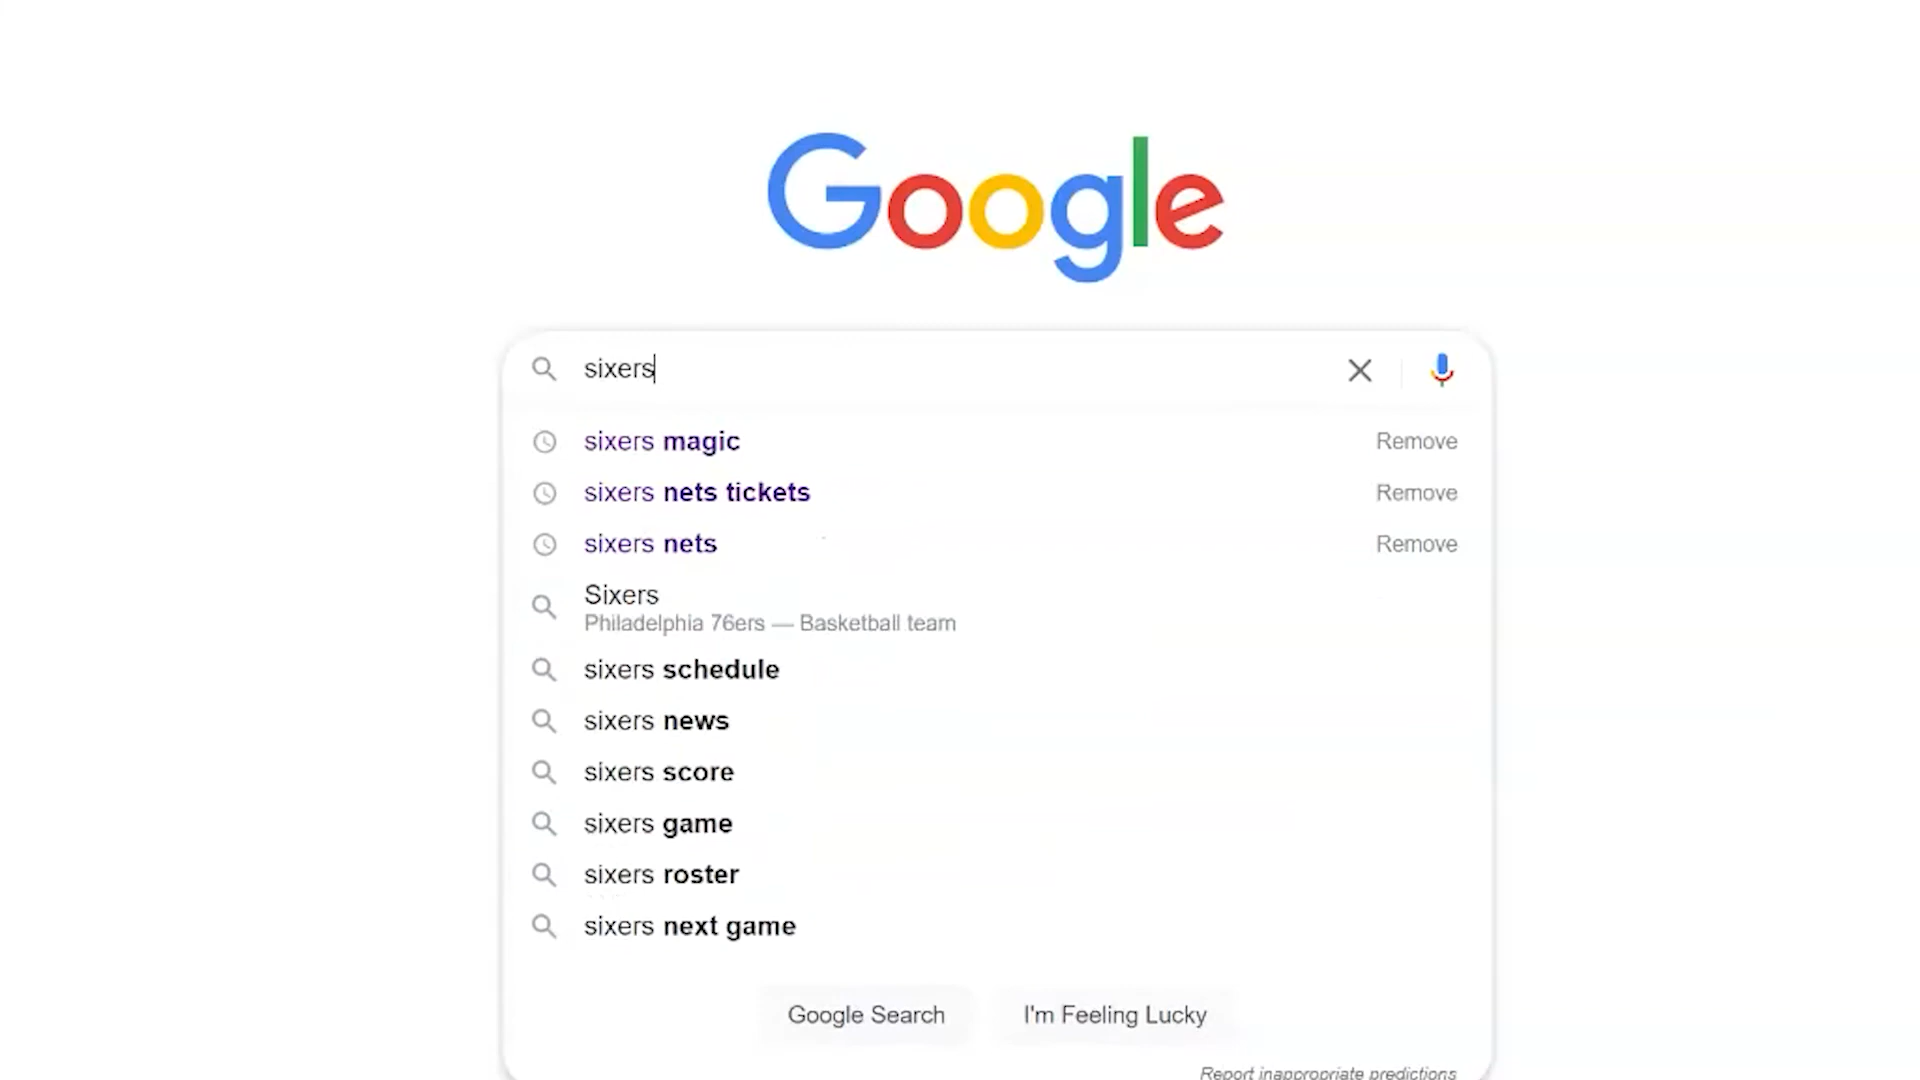 Google
sixers
sixers magic Remove
sixers nets tickets Remove
sixers nets Remove
Sixers
Philadelphia 76ers — Basketball team
sixers schedule
sixers news
sixers score
sixers game
sixers roster
sixers next game
Google Search I'm Feeling Lucky
Report inappropriate predictions